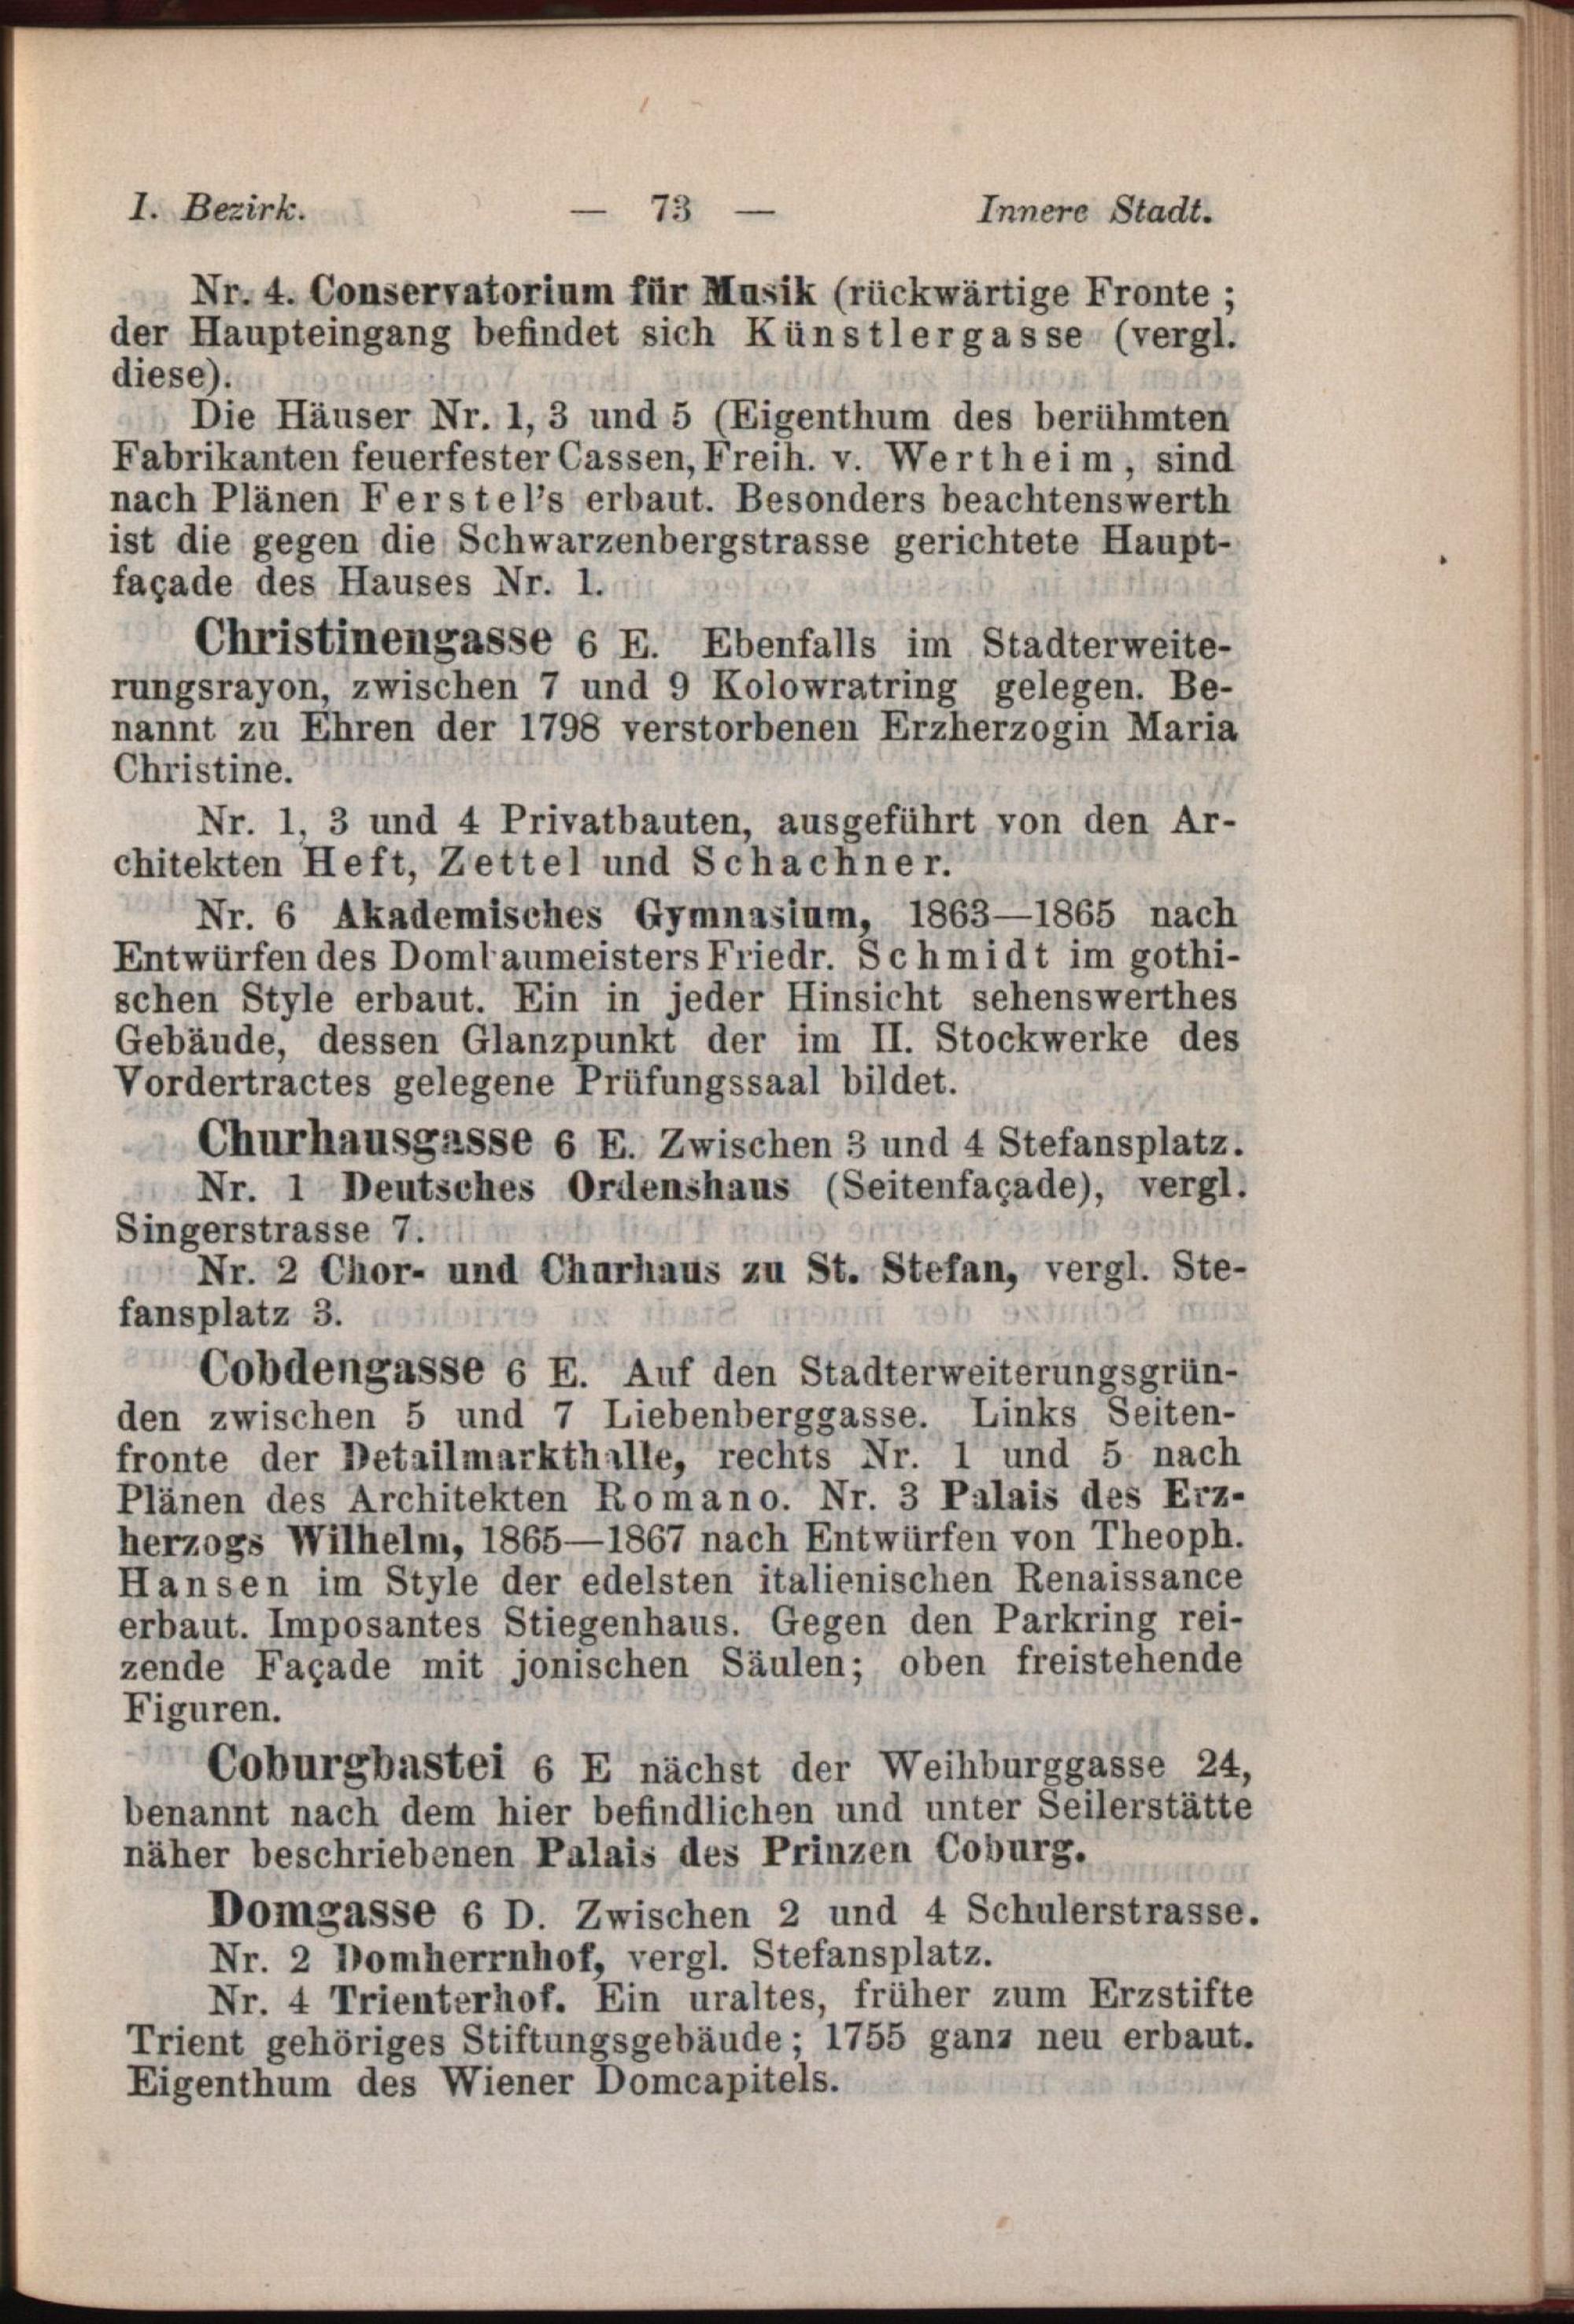 I. Bezirk. — 73 — Innere Stadt.
Nr. 4. Conservatorium für Musik (rückwärtige Fronte ;
der Haupteingang befindet sich Künstlergasse (vergl.
diese).
Die Häuser Nr. 1, 3 und 5 (Eigenthum des berühmten
Fabrikanten feuerfester Cassen, Freih. v. Wertheim, sind
nach Plänen Ferstel's erbaut. Besonders beachtenswerth
ist die gegen die Schwarzenbergstrasse gerichtete Haupt-
façade des Hauses Nr. 1.
Christinengasse 6 E. Ebenfalls im Stadterweite-
rungsrayon, zwischen 7 und 9 Kolowratring gelegen. Be-
nannt zu Ehren der 1798 verstorbenen Erzherzogin Maria
Christine.
Nr. 1, 3 und 4 Privatbauten, ausgeführt von den Ar-
chitekten Heft, Zettel und Schachner.
Nr. 6 Akademisches Gymnasium, 1863—1865 nach
Entwürfen des Dombaumeisters Friedr. Schmidt im gothi-
schen Style erbaut. Ein in jeder Hinsicht sehenswerthes
Gebäude, dessen Glanzpunkt der im II. Stockwerke des
Vordertractes gelegene Prüfungssaal bildet.
Churhausgasse 6 E. Zwischen 3 und 4 Stefansplatz.
Nr. 1 Deutsches Ordenshaus (Seitenfaçade), vergl.
Singerstrasse 7.
Nr. 2 Chor- und Churhaus zu St. Stefan, vergl. Ste-
fansplatz 3.
Cobdengasse 6 E. Auf den Stadterweiterungsgrün-
den zwischen 5 und 7 Liebenberggasse. Links Seiten-
fronte der Detailmarkthalle, rechts Nr. 1 und 5 nach
Plänen des Architekten Romano. Nr. 3 Palais des Erz-
herzogs Wilhelm, 1865—1867 nach Entwürfen von Theoph.
Hansen im Style der edelsten italienischen Renaissance
erbaut. Imposantes Stiegenhaus. Gegen den Parkring rei-
zende Façade mit jonischen Säulen; oben freistehende
Figuren.
Coburgbastei 6 E nächst der Weihburggasse 24,
benannt nach dem hier befindlichen und unter Seilerstätte
näher beschriebenen Palais des Prinzen Coburg.
Domgasse 6 D. Zwischen 2 und 4 Schulerstrasse.
Nr. 2 Domherrnhof, vergl. Stefansplatz.
Nr. 4 Trienterhof. Ein uraltes, früher zum Erzstifte
Trient gehöriges Stiftungsgebäude; 1755 ganz neu erbaut.
Eigenthum des Wiener Domcapitels.